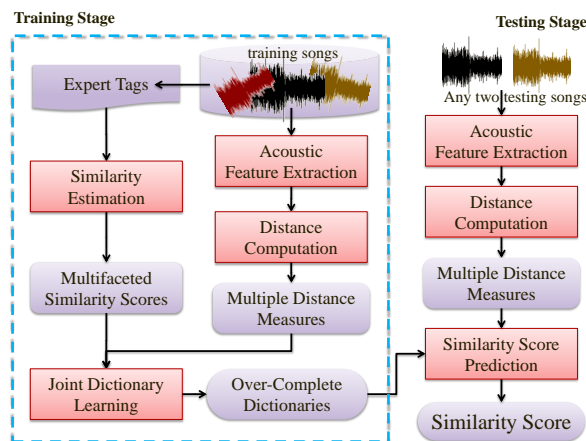 Training Stage
training songs
Expert Tags
Acoustic
Feature Extraction
Similarity
Estimation
Distance
Computation
Multifaceted
Similarity Scores
Multiple Distance
Measures
Joint Dictionary
Learning
Over-Complete
Dictionaries
Testing Stage
Any two testing songs
Acoustic
Feature Extraction
Distance
Computation
Multiple Distance
Measures
Similarity Score
Prediction
Similarity Score